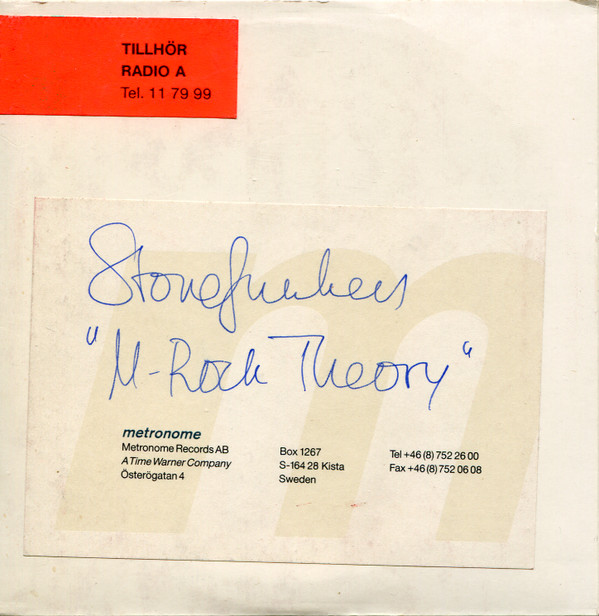 TILLHÖR
RADIO A
Tel. 11 79 99
Stonefunkers
"M-Rock Theory"
metronome
Metronome Records AB
A Time Warner Company
Österögatan 4
Box 1267
S-164 28 Kista
Sweden
Tel +46 (8) 752 26 00
Fax +46 (8) 752 06 08